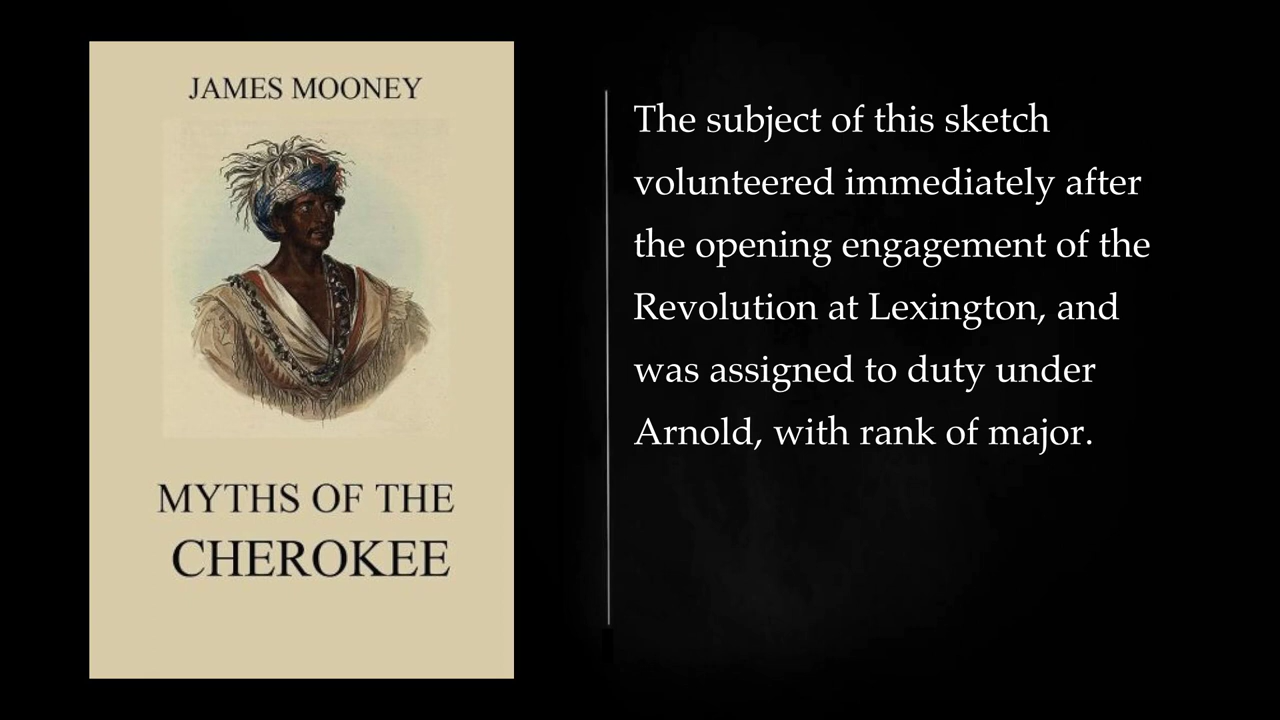 JAMES MOONEY
MYTHS OF THE
CHEROKEE
The subject of this sketch
volunteered immediately after
the opening engagement of the
Revolution at Lexington, and
was assigned to duty under
Arnold, with rank of major.